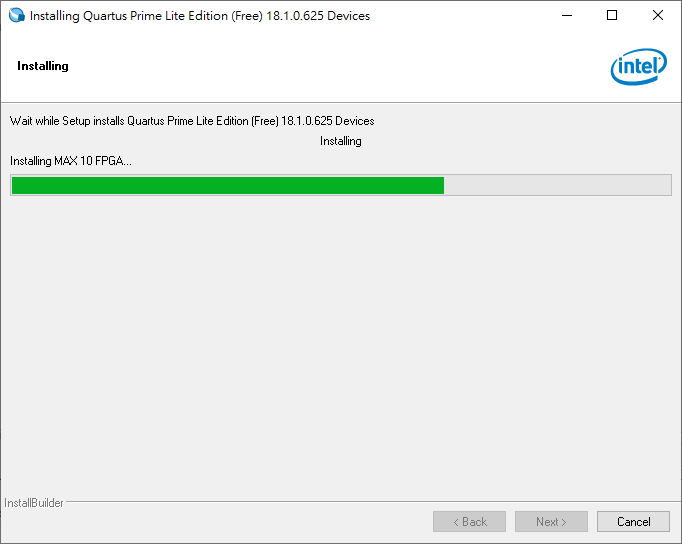 Installing Quartus Prime Lite Edition (Free) 18.1.0.625 Devices
Installing
intel
Wait while Setup installs Quartus Prime Lite Edition (Free) 18.1.0.625 Devices
Installing
Installing MAX 10 FPGA...
InstallBuilder
< Back Next > Cancel